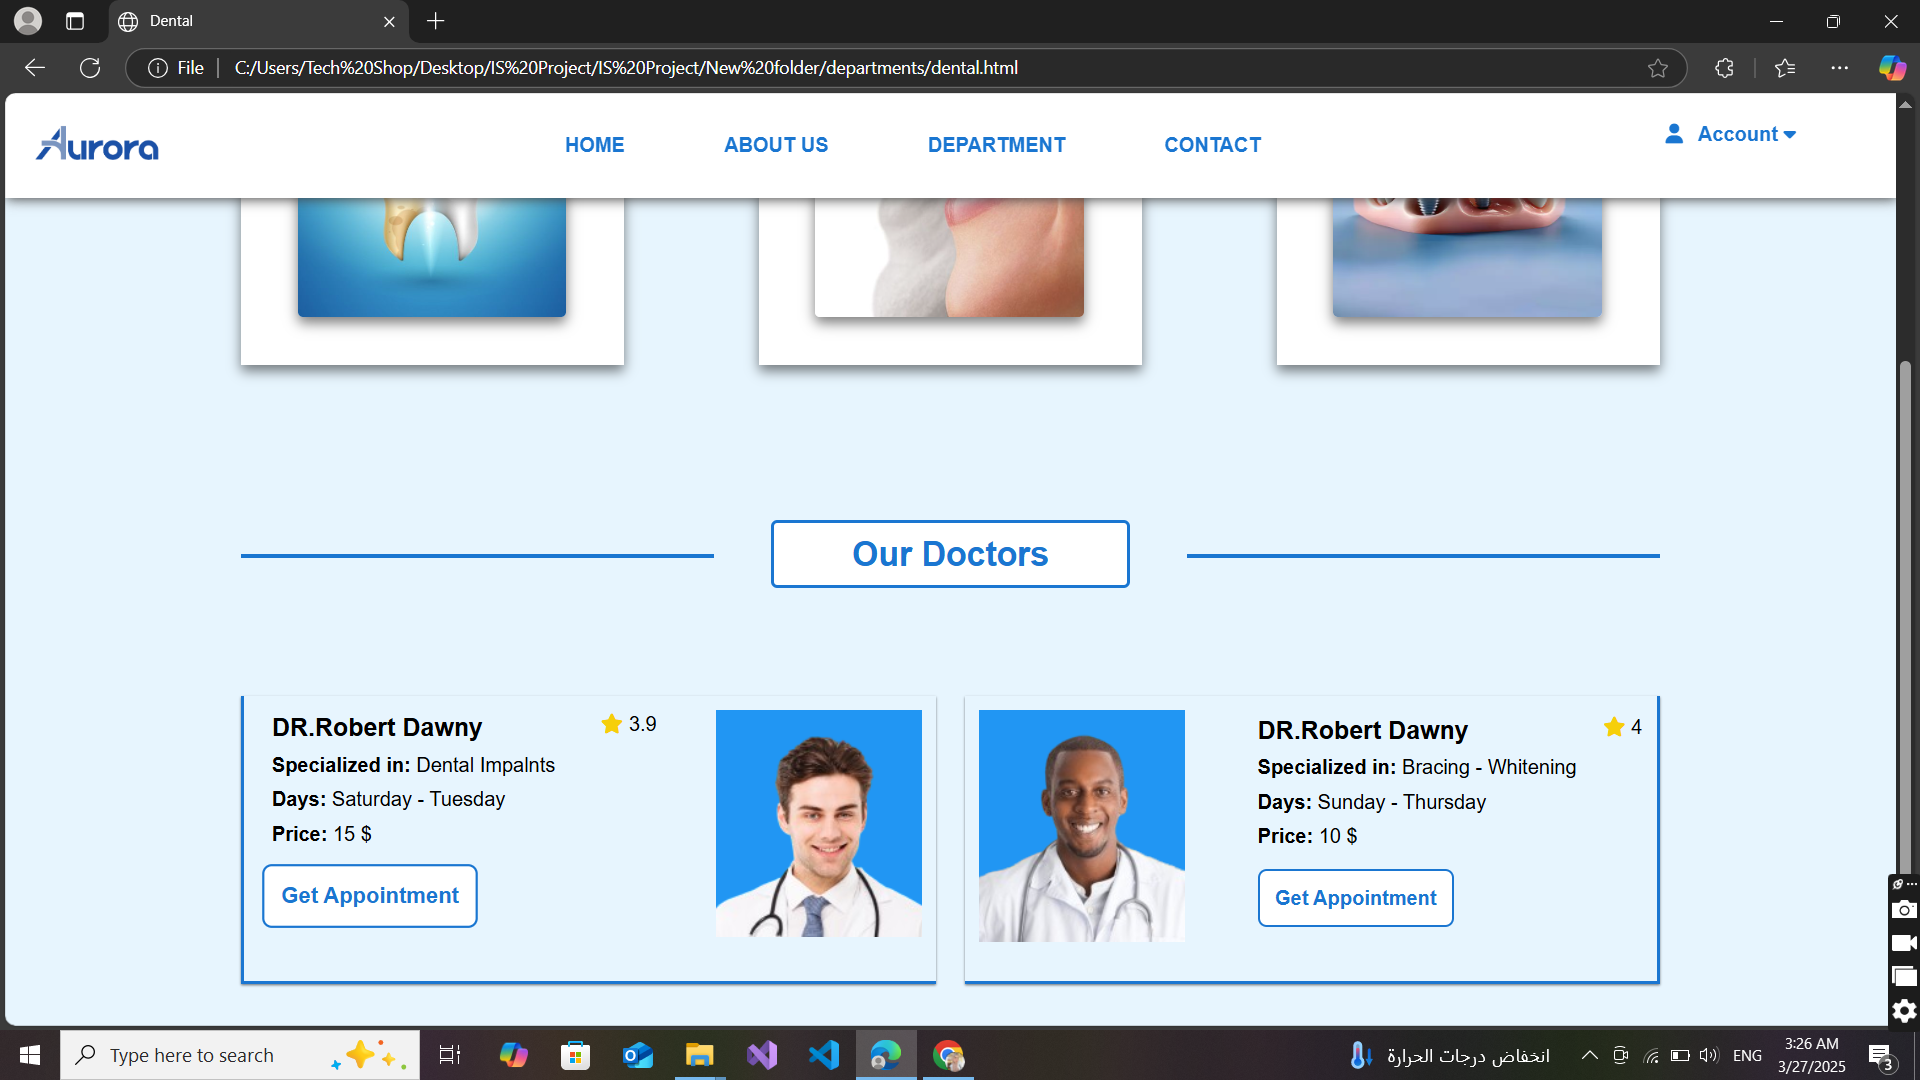 Dental
File
C:/Users/Tech%20Shop/Desktop/IS%20Project/IS%20Project/New%20folder/departments/dental.html
Aurora
HOME
ABOUT US
DEPARTMENT
CONTACT
Account
Our Doctors
DR.Robert Dawny
3.9
Specialized in: Dental Impalnts
Days: Saturday - Tuesday
Price: 15 $
Get Appointment
DR.Robert Dawny
4
Specialized in: Bracing - Whitening
Days: Sunday - Thursday
Price: 10 $
Get Appointment
Type here to search
انخفاض درجات الحرارة
ENG
3:26 AM
3/27/2025
3